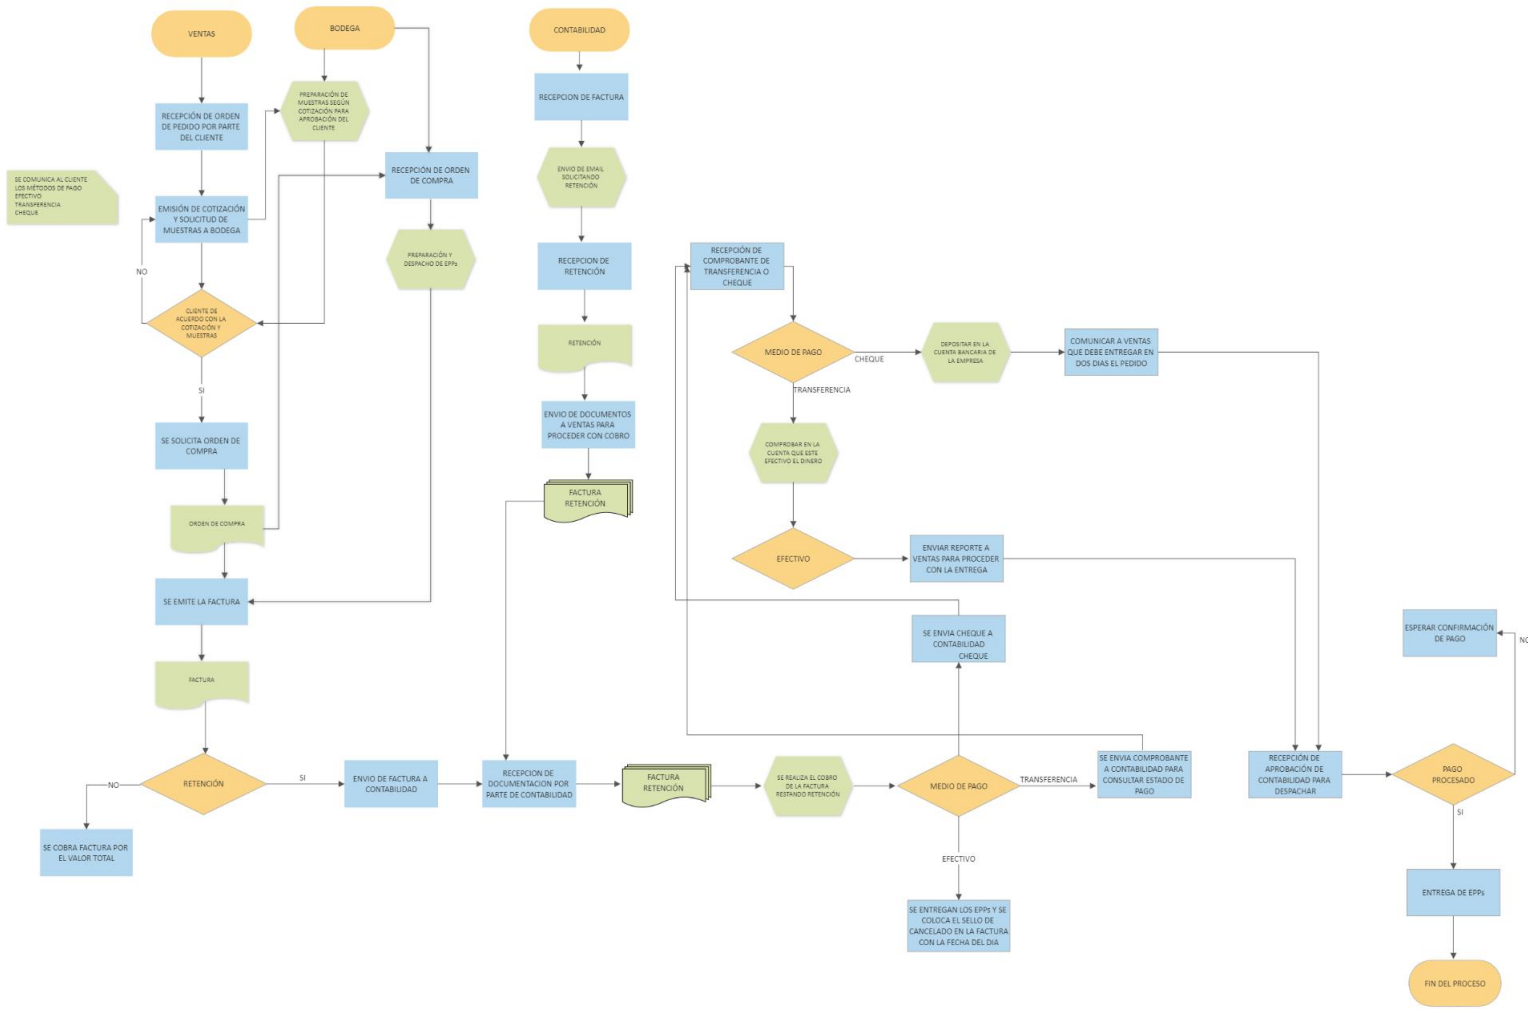 VENTAS
BODEGA
CONTABILIDAD
RECEPCIÓN DE ORDEN
DE PEDIDO POR PARTE
DEL CLIENTE
PREPARACIÓN DE
MUESTRAS SEGÚN
COTIZACIÓN PARA
APROBACIÓN DEL
CLIENTE
RECEPCION DE FACTURA
SE COMUNICA AL CLIENTE
LOS MÉTODOS DE PAGO
EFECTIVO
TRANSFERENCIA
CHEQUE
EMISIÓN DE COTIZACIÓN
Y SOLICITUD DE
MUESTRAS A BODEGA
RECEPCIÓN DE ORDEN
DE COMPRA
ENVIO DE EMAIL
SOLICITANDO
RETENCIÓN
PREPARACIÓN Y
DESPACHO DE EPPs
RECEPCION DE
RETENCIÓN
RECEPCIÓN DE
COMPROBANTE DE
TRANSFERENCIA O
CHEQUE
NO
CLIENTE DE
ACUERDO CON LA
COTIZACIÓN Y
MUESTRAS
SI
RETENCIÓN
MEDIO DE PAGO
CHEQUE
DEPOSITAR EN LA
CUENTA BANCARIA DE
LA EMPRESA
COMUNICAR A VENTAS
QUE DEBE ENTREGAR EN
DOS DIAS EL PEDIDO
TRANSFERENCIA
ENVIO DE DOCUMENTOS
A VENTAS PARA
PROCEDER CON COBRO
SE SOLICITA ORDEN DE
COMPRA
COMPROBAR EN LA
CUENTA QUE ESTE
EFECTIVO EL DINERO
FACTURA
RETENCIÓN
ORDEN DE COMPRA
EFECTIVO
ENVIAR REPORTE A
VENTAS PARA PROCEDER
CON LA ENTREGA
SE EMITE LA FACTURA
SE ENVIA CHEQUE A
CONTABILIDAD
CHEQUE
ESPERAR CONFIRMACIÓN
DE PAGO
NO
FACTURA
RETENCIÓN
NO
SI
ENVIO DE FACTURA A
CONTABILIDAD
RECEPCION DE
DOCUMENTACION POR
PARTE DE CONTABILIDAD
FACTURA
RETENCIÓN
SE REALIZA EL COBRO
DE LA FACTURA
RESTANDO RETENCIÓN
MEDIO DE PAGO
TRANSFERENCIA
SE ENVIA COMPROBANTE
A CONTABILIDAD PARA
CONSULTAR ESTADO DE
PAGO
RECEPCIÓN DE
APROBACIÓN DE
CONTABILIDAD PARA
DESPACHAR
PAGO
PROCESADO
SI
SE COBRA FACTURA POR
EL VALOR TOTAL
EFECTIVO
SE ENTREGAN LOS EPPs Y SE
COLOCA EL SELLO DE
CANCELADO EN LA FACTURA
CON LA FECHA DEL DIA
ENTREGA DE EPPs
FIN DEL PROCESO